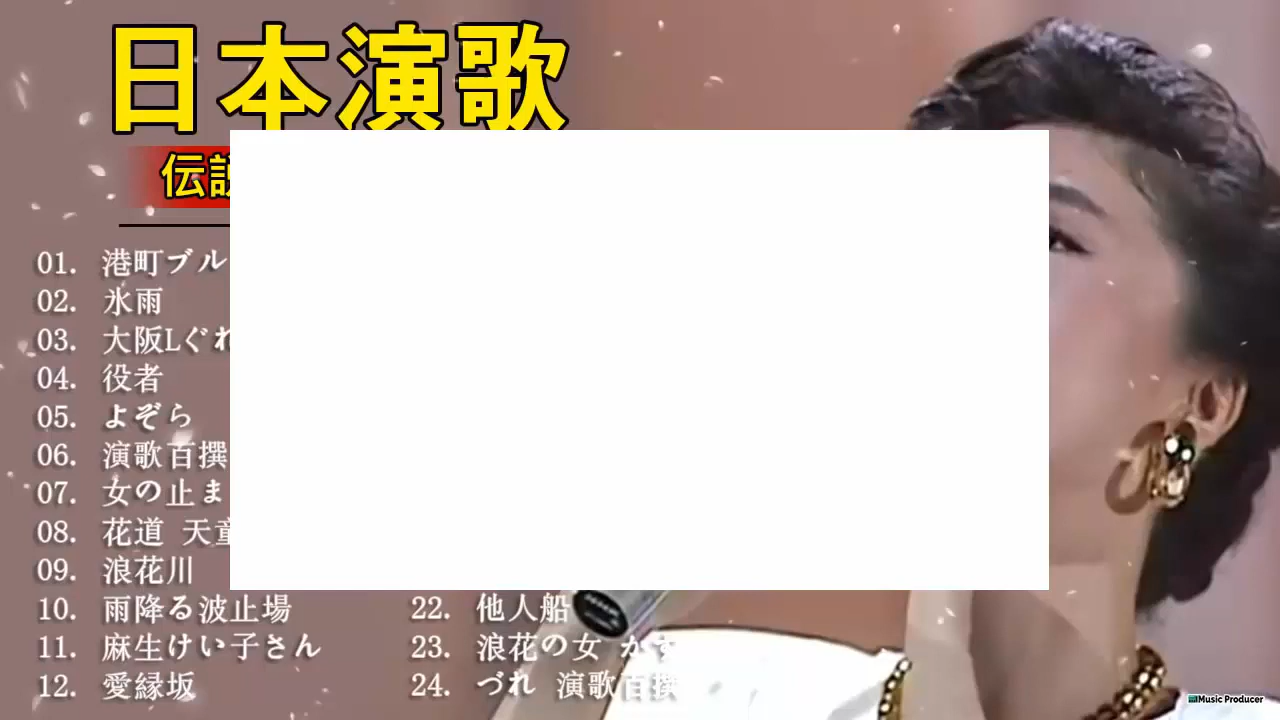 日本演歌
伝説
01. 港町ブル
02. 氷雨
03. 大阪Lぐれ
04. 役者
05. よぞら
06. 演歌百撰
07. 女の止ま
08. 花道 天童
09. 浪花川
10. 雨降る波止場
11. 麻生けい子さん
12. 愛縁坂
22. 他人船
23. 浪花の女 かす
24. づれ 演歌百撰
Music Producer